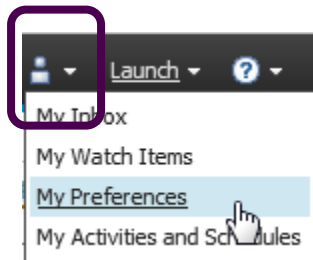 Launch ?
My Inbox
My Watch Items
My Preferences
My Activities and Schedules